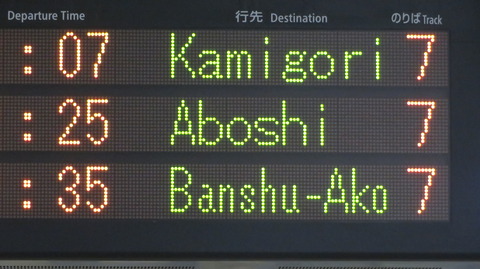 Departure Time 行先 Destination のりば Track
:07 Kamigori 7
:25 Aboshi 7
:35 Banshu-Ako 7